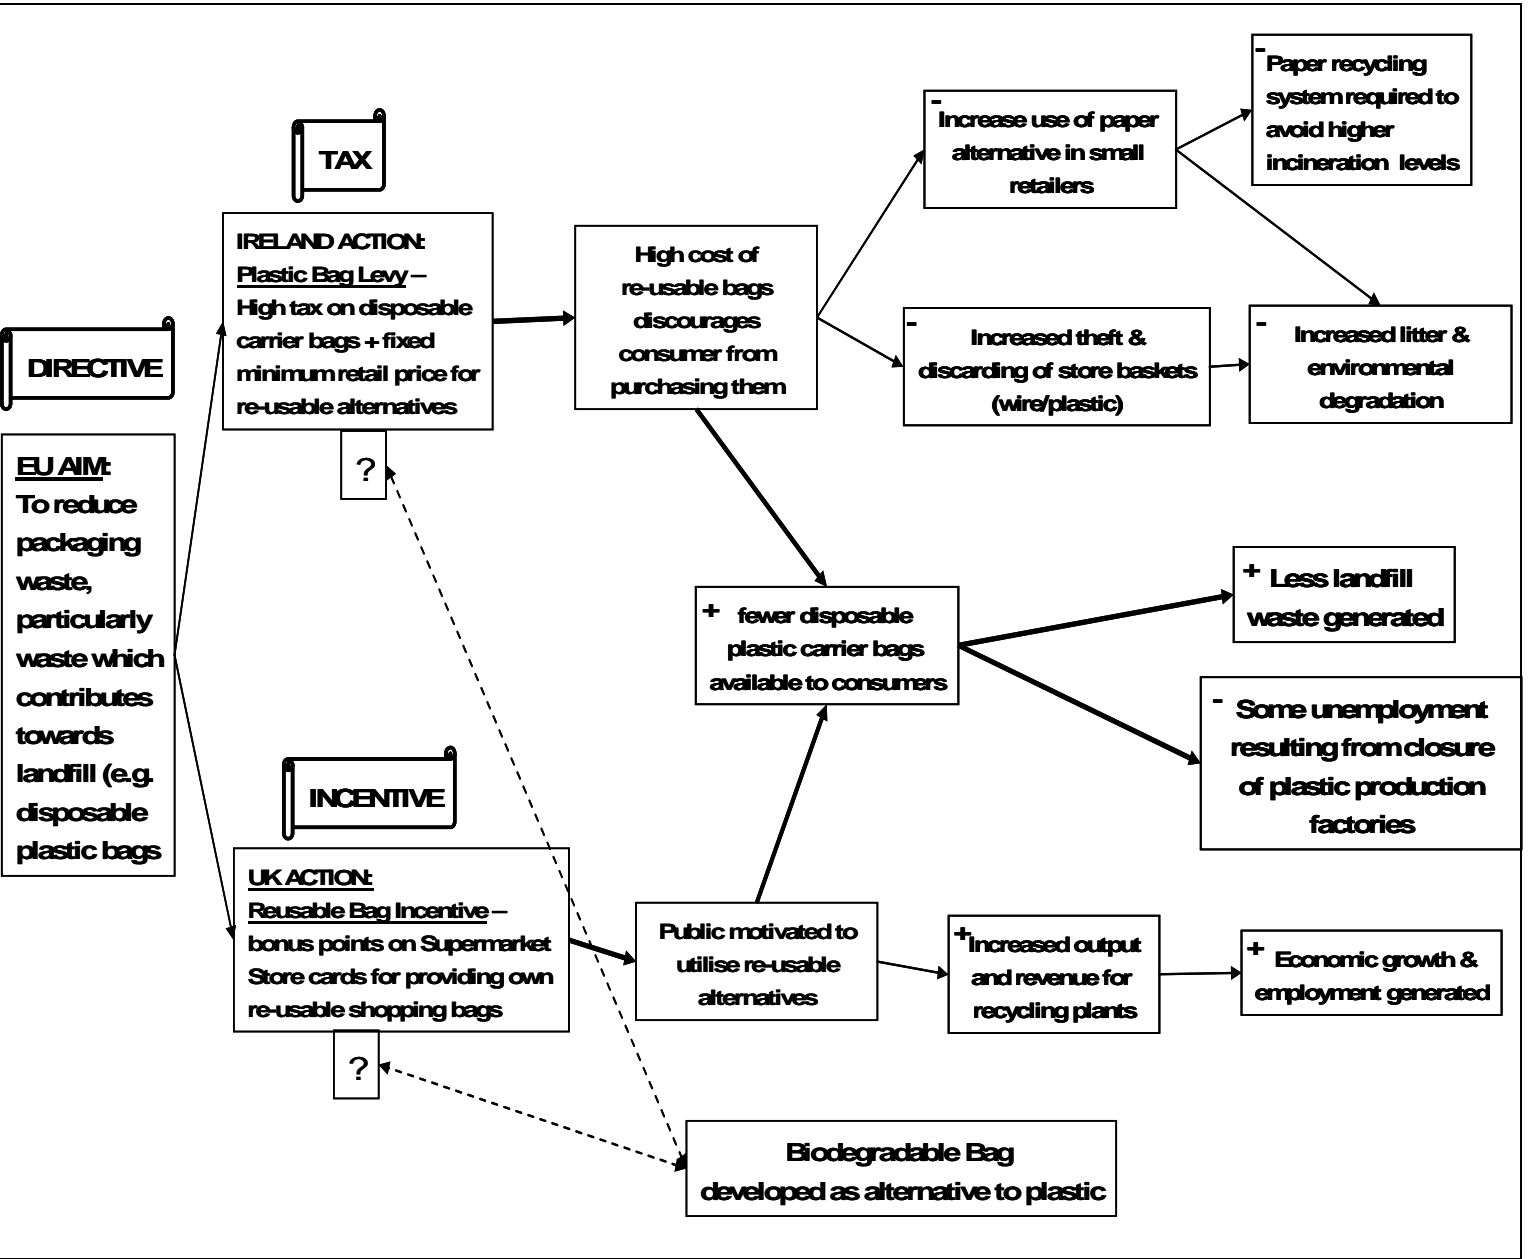 DIRECTIVE
EU AIM:
To reduce
packaging
waste,
particularly
waste which
contributes
towards
landfill (e.g.
disposable
plastic bags
TAX
IRELAND ACTION:
Plastic Bag Levy –
High tax on disposable
carrier bags + fixed
minimum retail price for
re-usable alternatives
?
INCENTIVE
UK ACTION:
Reusable Bag Incentive –
bonus points on Supermarket
Store cards for providing own
re-usable shopping bags
?
High cost of
re-usable bags
discourages
consumer from
purchasing them
-
Increase use of paper
alternative in small
retailers
-
Paper recycling
system required to
avoid higher
incineration levels
-
Increased theft &
discarding of store baskets
(wire/plastic)
-
Increased litter &
environmental
degradation
+ fewer disposable
plastic carrier bags
available to consumers
+ Less landfill
waste generated
- Some unemployment
resulting from closure
of plastic production
factories
Public motivated to
utilise re-usable
alternatives
+ Increased output
and revenue for
recycling plants
+ Economic growth &
employment generated
Biodegradable Bag
developed as alternative to plastic